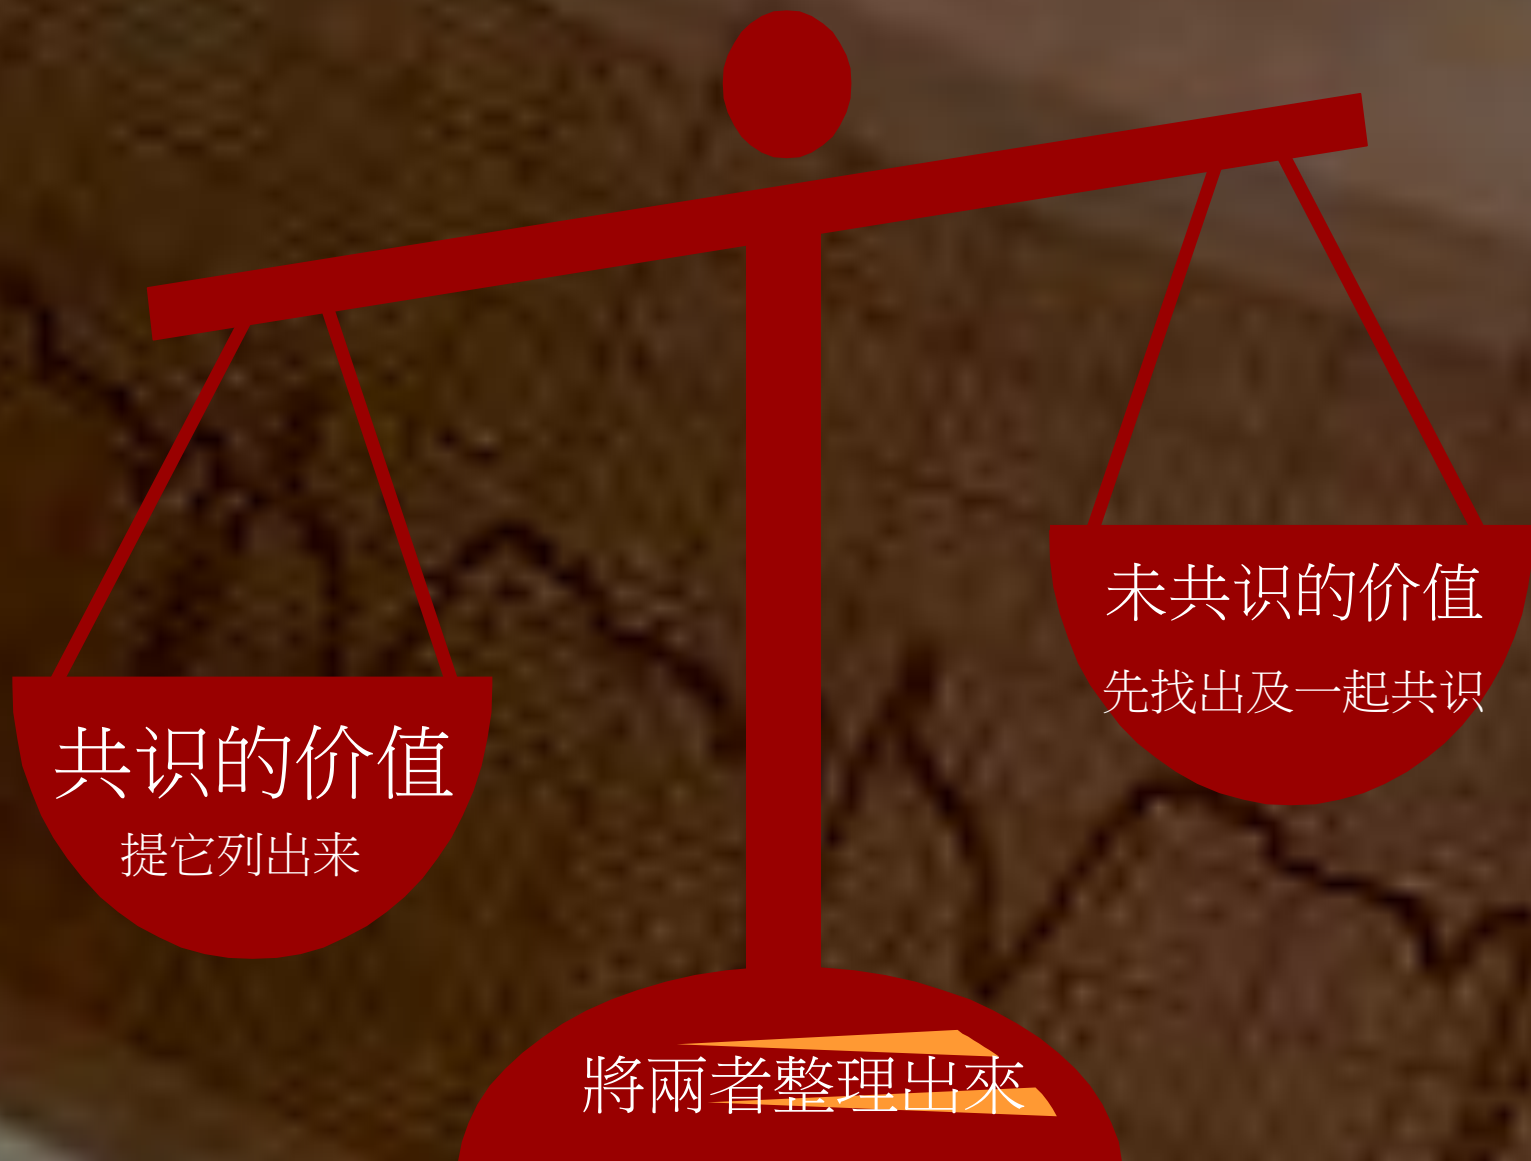 未共识的价值
先找出及一起共识
共识的价值
提它列出来
將兩者整理出來